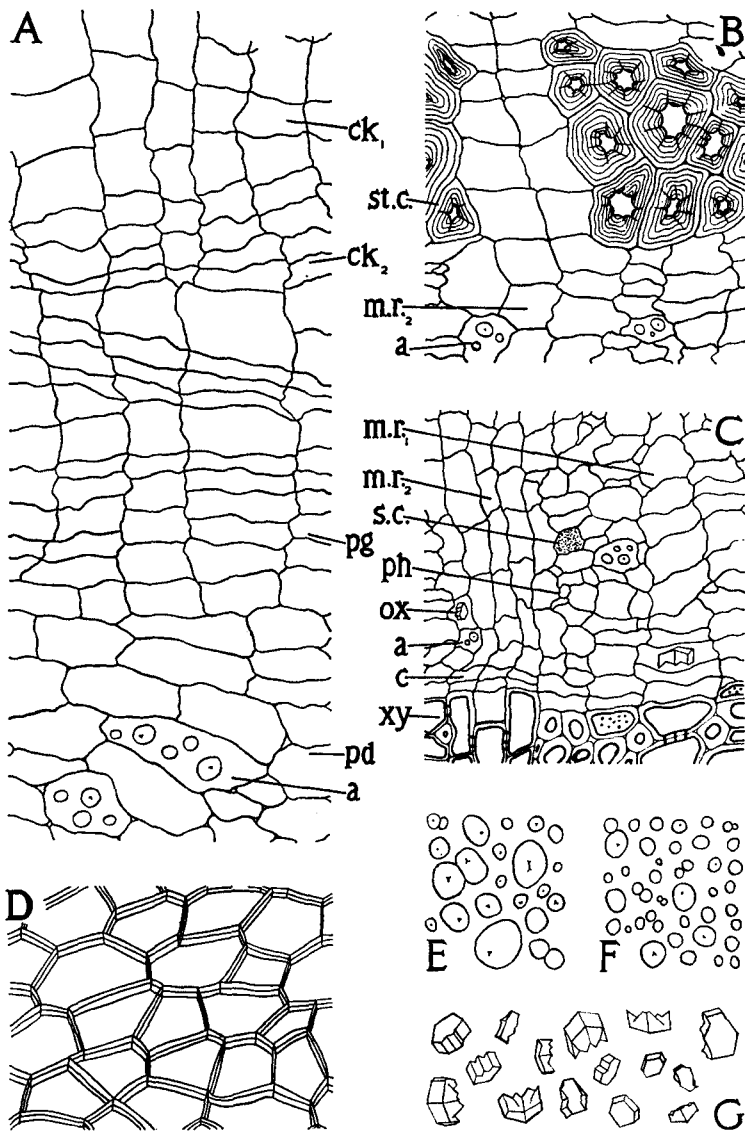 A
ck₁
ck₂
pg
pd
a
B
st.c.
m.r.₂
a
C
m.r.₁
m.r.₂
s.c.
ph
ox
a
c
xy
D
E
F
G